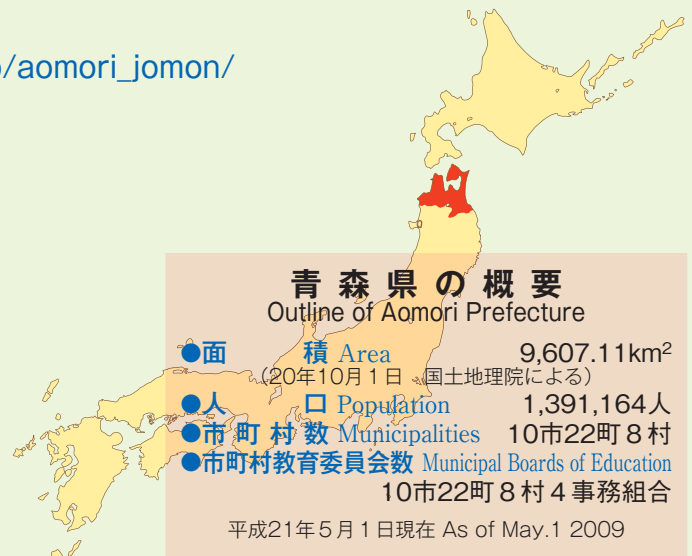 /aomori_jomon/
青森県の概要
Outline of Aomori Prefecture
●面積 Area 9,607.11km²
(20年10月1日 国土地理院による)
●人口 Population 1,391,164人
●市町村数 Municipalities 10市22町8村
●市町村教育委員会数 Municipal Boards of Education
10市22町8村4事務組合
平成21年5月1日現在 As of May.1 2009